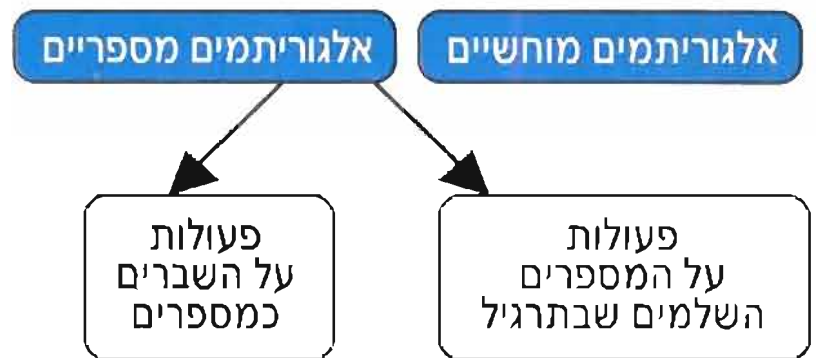 אלגוריתמים מוחשיים
אלגוריתמים מספריים
פעולות
על המספרים
השלמים שבתרגיל
פעולות
על השברים
כמספרים